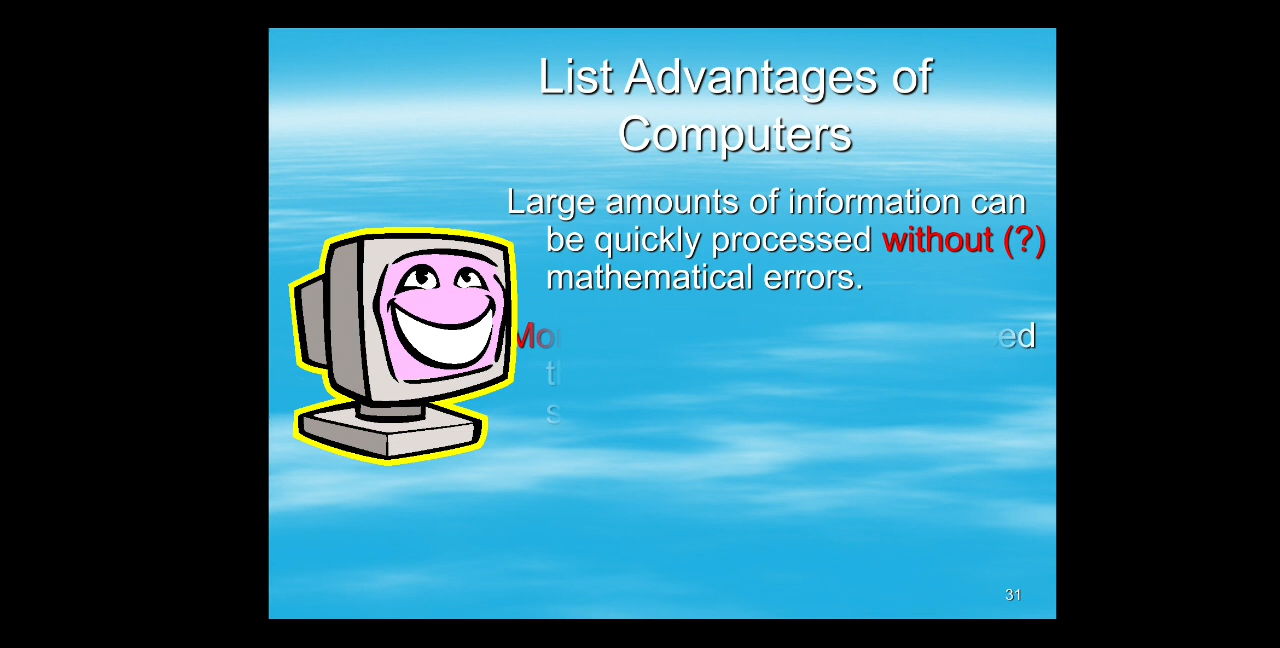 List Advantages of
Computers
Large amounts of information can
be quickly processed without (?)
mathematical errors.
31